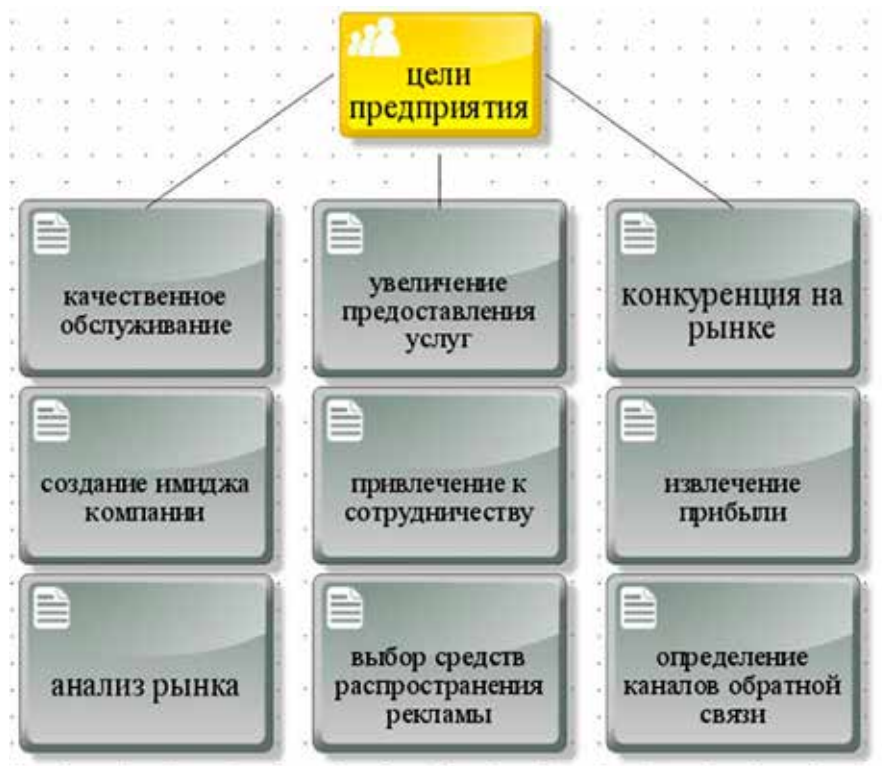 цели
предприятия
качественное
обслуживание
увеличение
предоставления
услуг
конкуренция на
рынке
создание имиджа
компании
привлечение к
сотрудничеству
извлечение
прибыли
анализ рынка
выбор средств
распространения
рекламы
определение
каналов обратной
связи